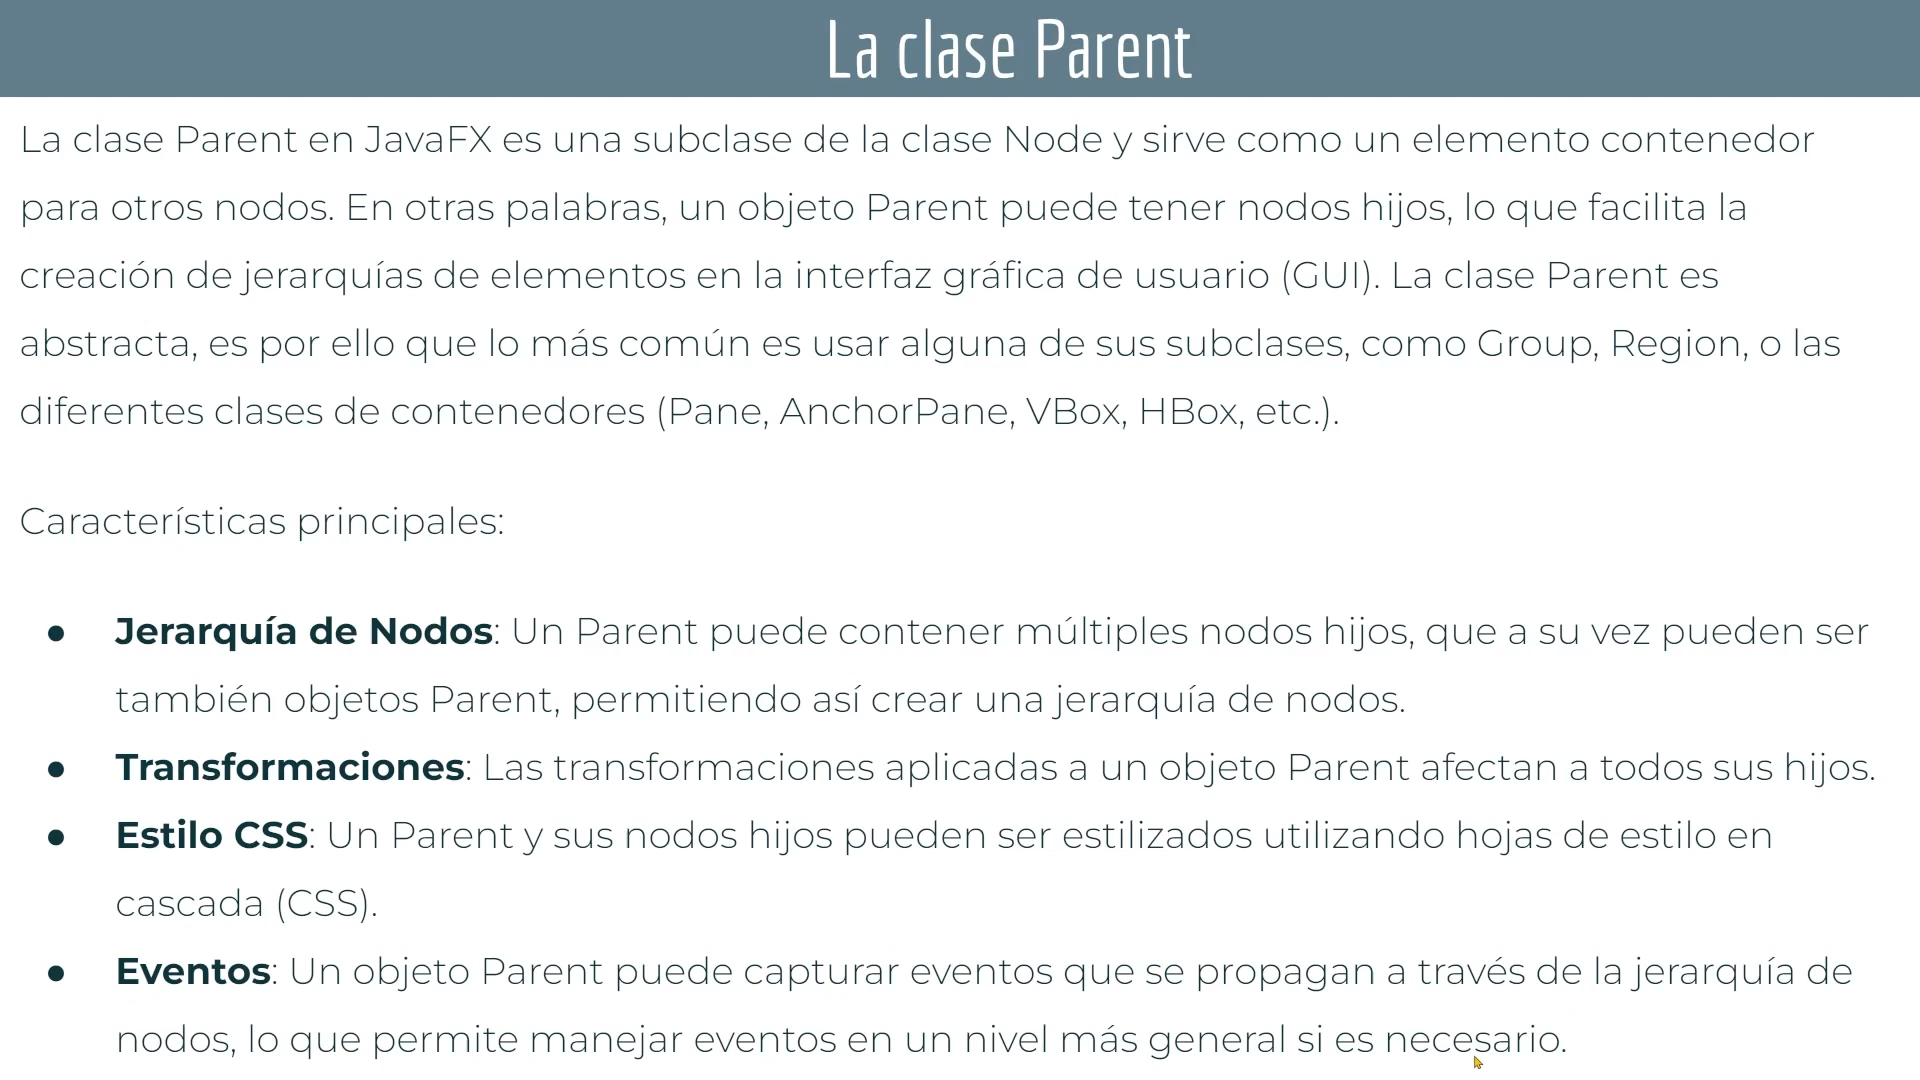 La clase Parent
La clase Parent en JavaFX es una subclase de la clase Node y sirve como un elemento contenedor
para otros nodos. En otras palabras, un objeto Parent puede tener nodos hijos, lo que facilita la
creación de jerarquías de elementos en la interfaz gráfica de usuario (GUI). La clase Parent es
abstracta, es por ello que lo más común es usar alguna de sus subclases, como Group, Region, o las
diferentes clases de contenedores (Pane, AnchorPane, VBox, HBox, etc.).
Características principales:
● Jerarquía de Nodos: Un Parent puede contener múltiples nodos hijos, que a su vez pueden ser
también objetos Parent, permitiendo así crear una jerarquía de nodos.
● Transformaciones: Las transformaciones aplicadas a un objeto Parent afectan a todos sus hijos.
● Estilo CSS: Un Parent y sus nodos hijos pueden ser estilizados utilizando hojas de estilo en
cascada (CSS).
● Eventos: Un objeto Parent puede capturar eventos que se propagan a través de la jerarquía de
nodos, lo que permite manejar eventos en un nivel más general si es necesario.